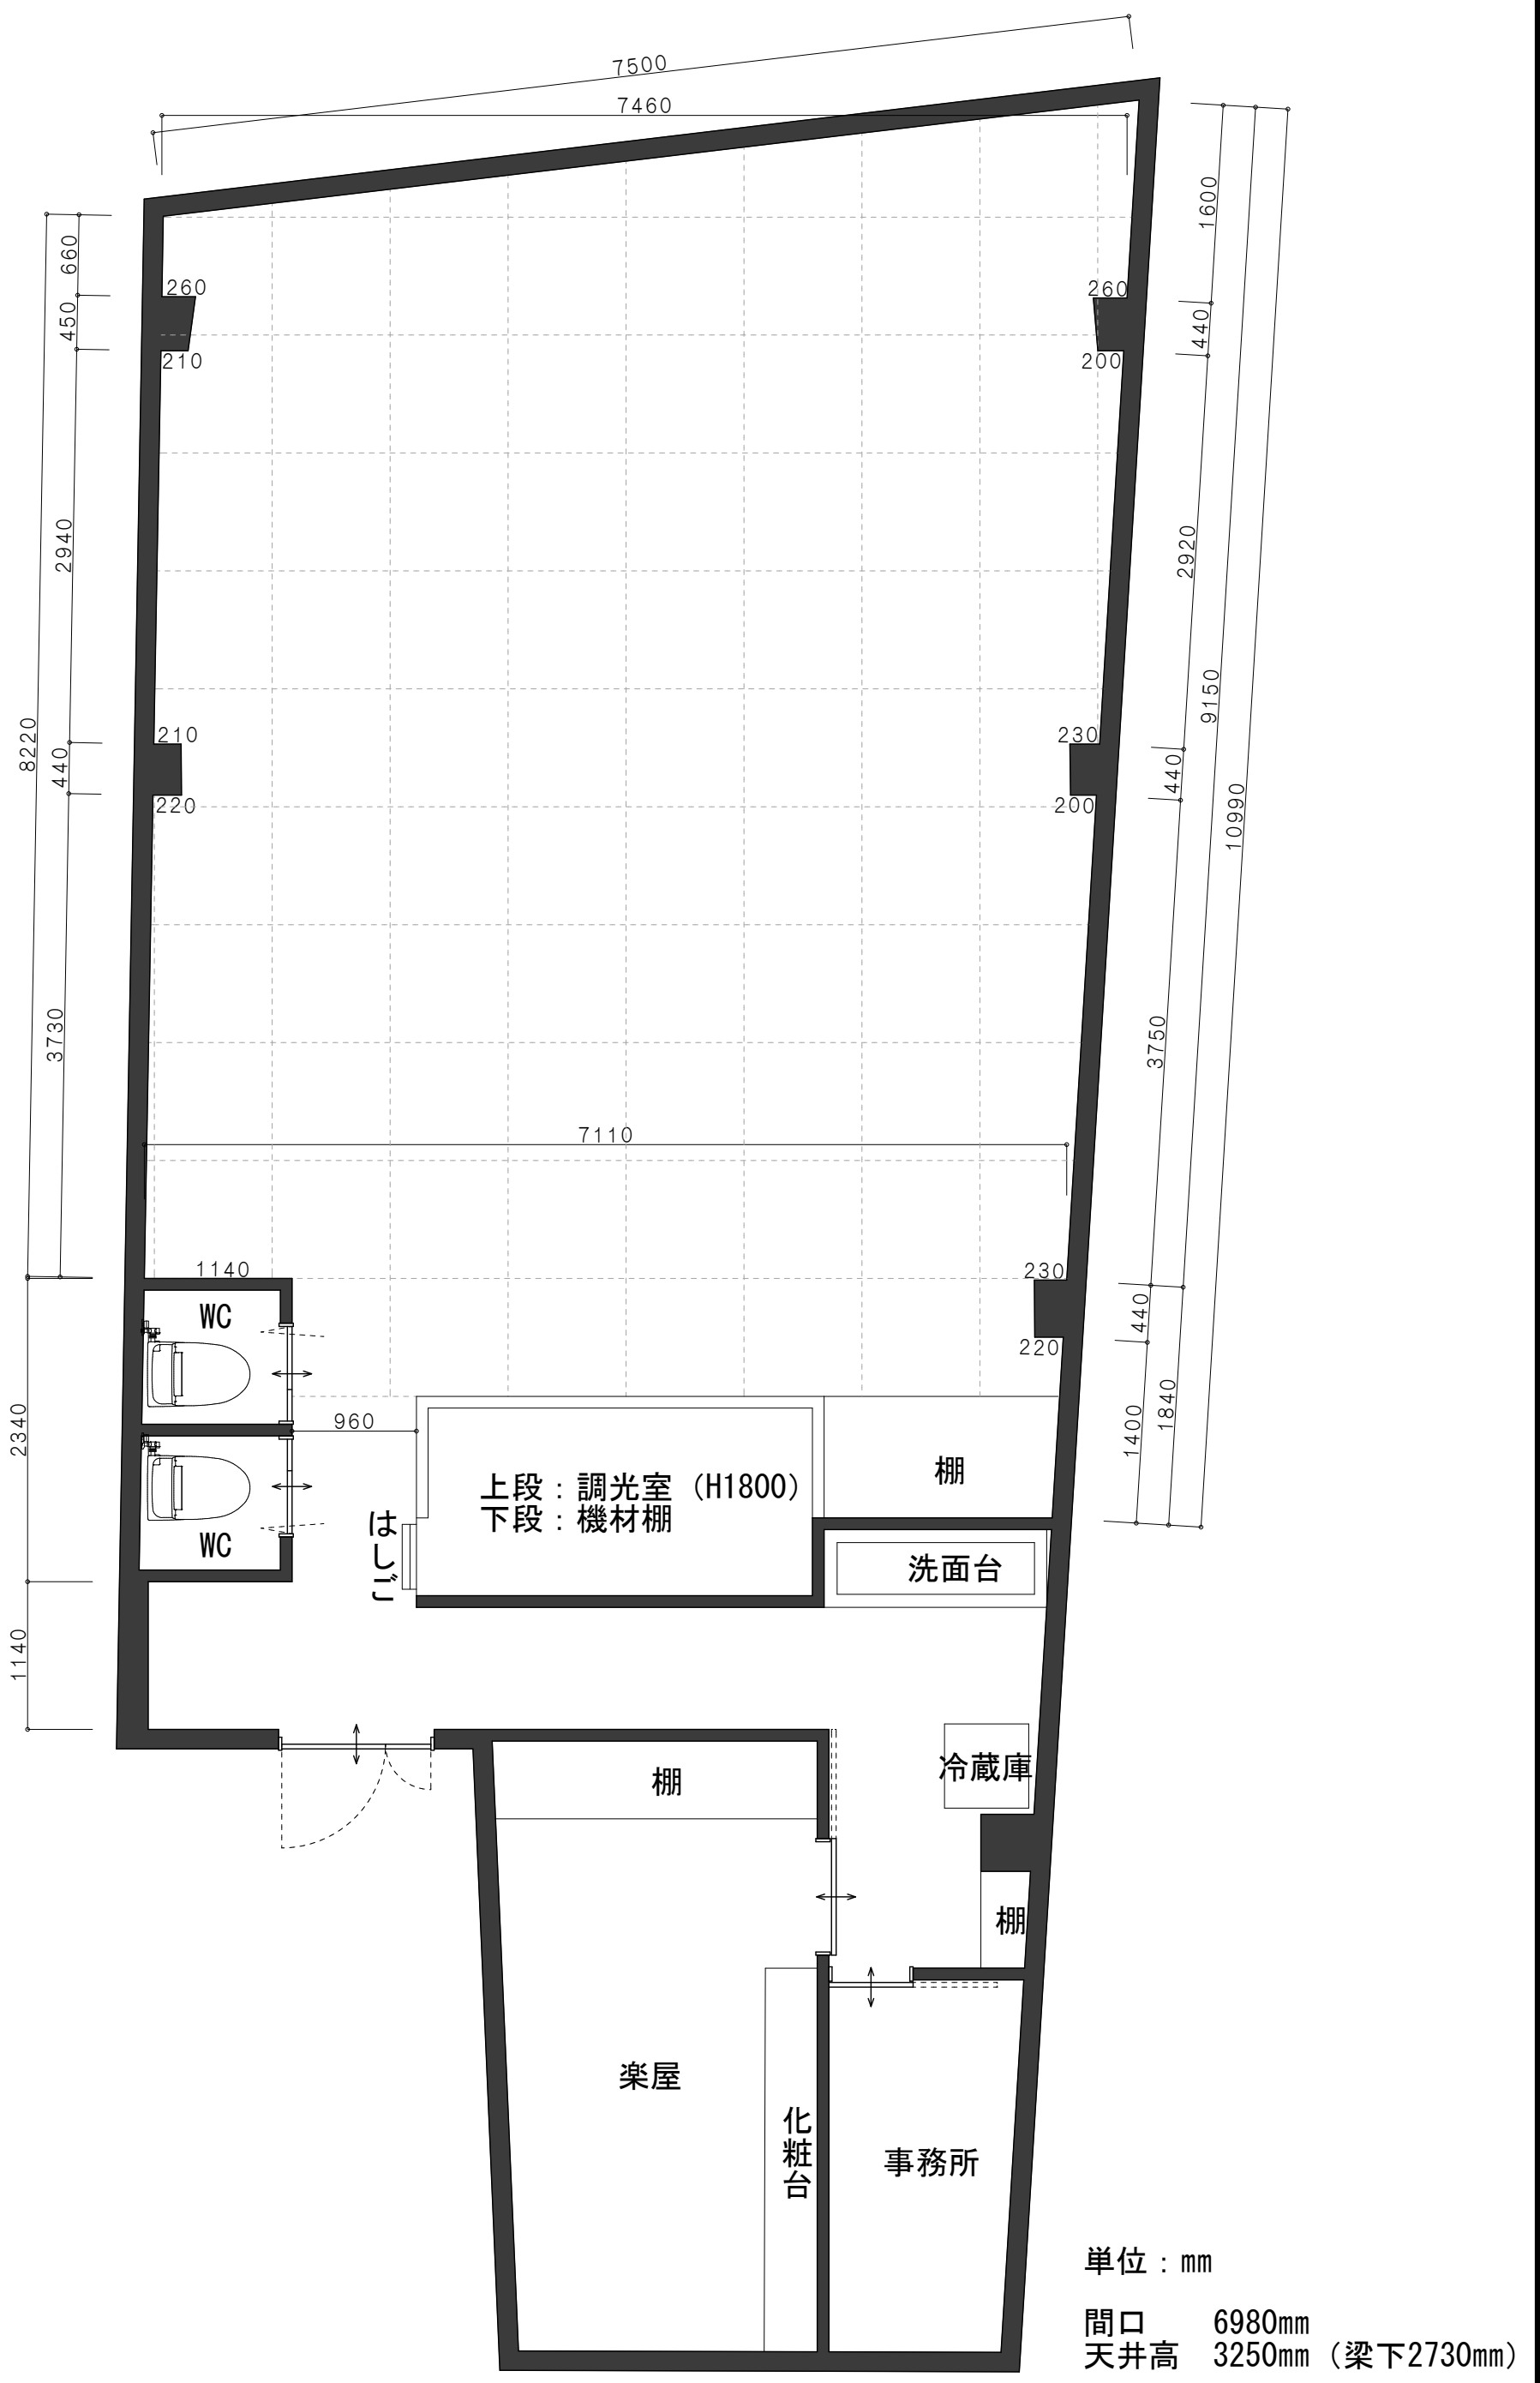 7500
7460
660
450
2940
440
3730
8220
2340
1140
260
210
210
220
260
200
230
200
1600
440
2920
440
3750
440
1400
9150
1840
10990
7110
1140
230
220
WC
WC
960
はしご
上段：調光室（H1800）
下段：機材棚
棚
洗面台
冷蔵庫
棚
棚
楽屋
化粧台
事務所
単位：mm
間口 6980mm
天井高 3250mm（梁下2730mm）